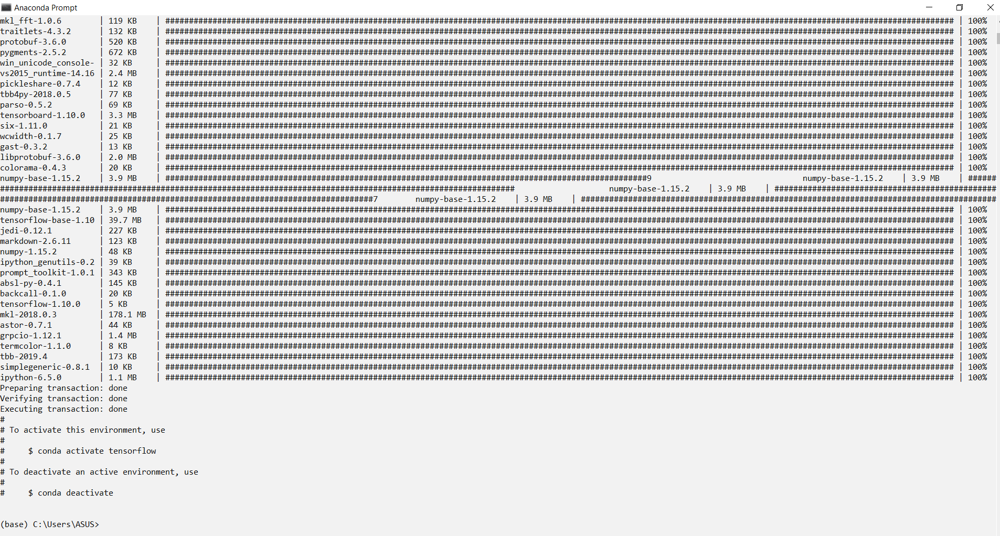 Anaconda Prompt
mkl_fft-1.0.6 | 119 KB | ############################################################ | 100%
traitlets-4.3.2 | 132 KB | ############################################################ | 100%
protobuf-3.6.0 | 520 KB | ############################################################ | 100%
pygments-2.5.2 | 672 KB | ############################################################ | 100%
win_unicode_console- | 32 KB | ############################################################ | 100%
vs2015_runtime-14.16 | 2.4 MB | ############################################################ | 100%
pickleshare-0.7.4 | 12 KB | ############################################################ | 100%
tbb4py-2018.0.5 | 77 KB | ############################################################ | 100%
parso-0.5.2 | 69 KB | ############################################################ | 100%
tensorboard-1.10.0 | 3.3 MB | ############################################################ | 100%
six-1.11.0 | 21 KB | ############################################################ | 100%
wcwidth-0.1.7 | 25 KB | ############################################################ | 100%
gast-0.3.2 | 13 KB | ############################################################ | 100%
libprotobuf-3.6.0 | 2.0 MB | ############################################################ | 100%
colorama-0.4.3 | 20 KB | ############################################################ | 100%
numpy-base-1.15.2 | 3.9 MB | ########################################9 numpy-base-1.15.2 | 3.9 MB | ######
######################################## numpy-base-1.15.2 | 3.9 MB | ####################
##############################7 numpy-base-1.15.2 | 3.9 MB | ########################################
numpy-base-1.15.2 | 3.9 MB | ############################################################ | 100%
tensorflow-base-1.10 | 39.7 MB | ############################################################ | 100%
jedi-0.12.1 | 227 KB | ############################################################ | 100%
markdown-2.6.11 | 123 KB | ############################################################ | 100%
numpy-1.15.2 | 48 KB | ############################################################ | 100%
ipython_genutils-0.2 | 39 KB | ############################################################ | 100%
prompt_toolkit-1.0.1 | 343 KB | ############################################################ | 100%
absl-py-0.4.1 | 145 KB | ############################################################ | 100%
backcall-0.1.0 | 20 KB | ############################################################ | 100%
tensorflow-1.10.0 | 5 KB | ############################################################ | 100%
mkl-2018.0.3 | 178.1 MB | ############################################################ | 100%
astor-0.7.1 | 44 KB | ############################################################ | 100%
grpcio-1.12.1 | 1.4 MB | ############################################################ | 100%
termcolor-1.1.0 | 8 KB | ############################################################ | 100%
tbb-2019.4 | 173 KB | ############################################################ | 100%
simplegeneric-0.8.1 | 10 KB | ############################################################ | 100%
ipython-6.5.0 | 1.1 MB | ############################################################ | 100%
Preparing transaction: done
Verifying transaction: done
Executing transaction: done
#
# To activate this environment, use
#
# $ conda activate tensorflow
#
# To deactivate an active environment, use
#
# $ conda deactivate
(base) C:\Users\ASUS>